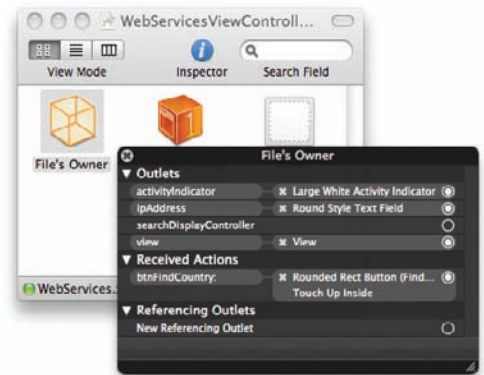 WebServicesViewControll...
View Mode
Inspector
Search Field
File's Owner
File's Owner
Outlets
activityIndicator
Large White Activity Indicator
ipAddress
Round Style Text Field
searchDisplayController
view
View
Received Actions
btnFindCountry:
Rounded Rect Button (Find...
Touch Up Inside
Referencing Outlets
New Referencing Outlet
WebServices.